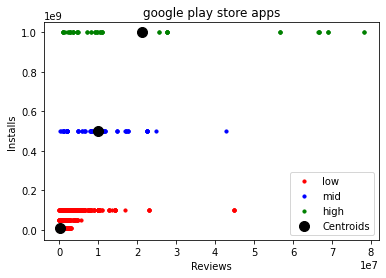 google play store apps
1e9
Installs
1.0
0.8
0.6
0.4
0.2
0.0
low
mid
high
Centroids
0 1 2 3 4 5 6 7 8
Reviews
1e7